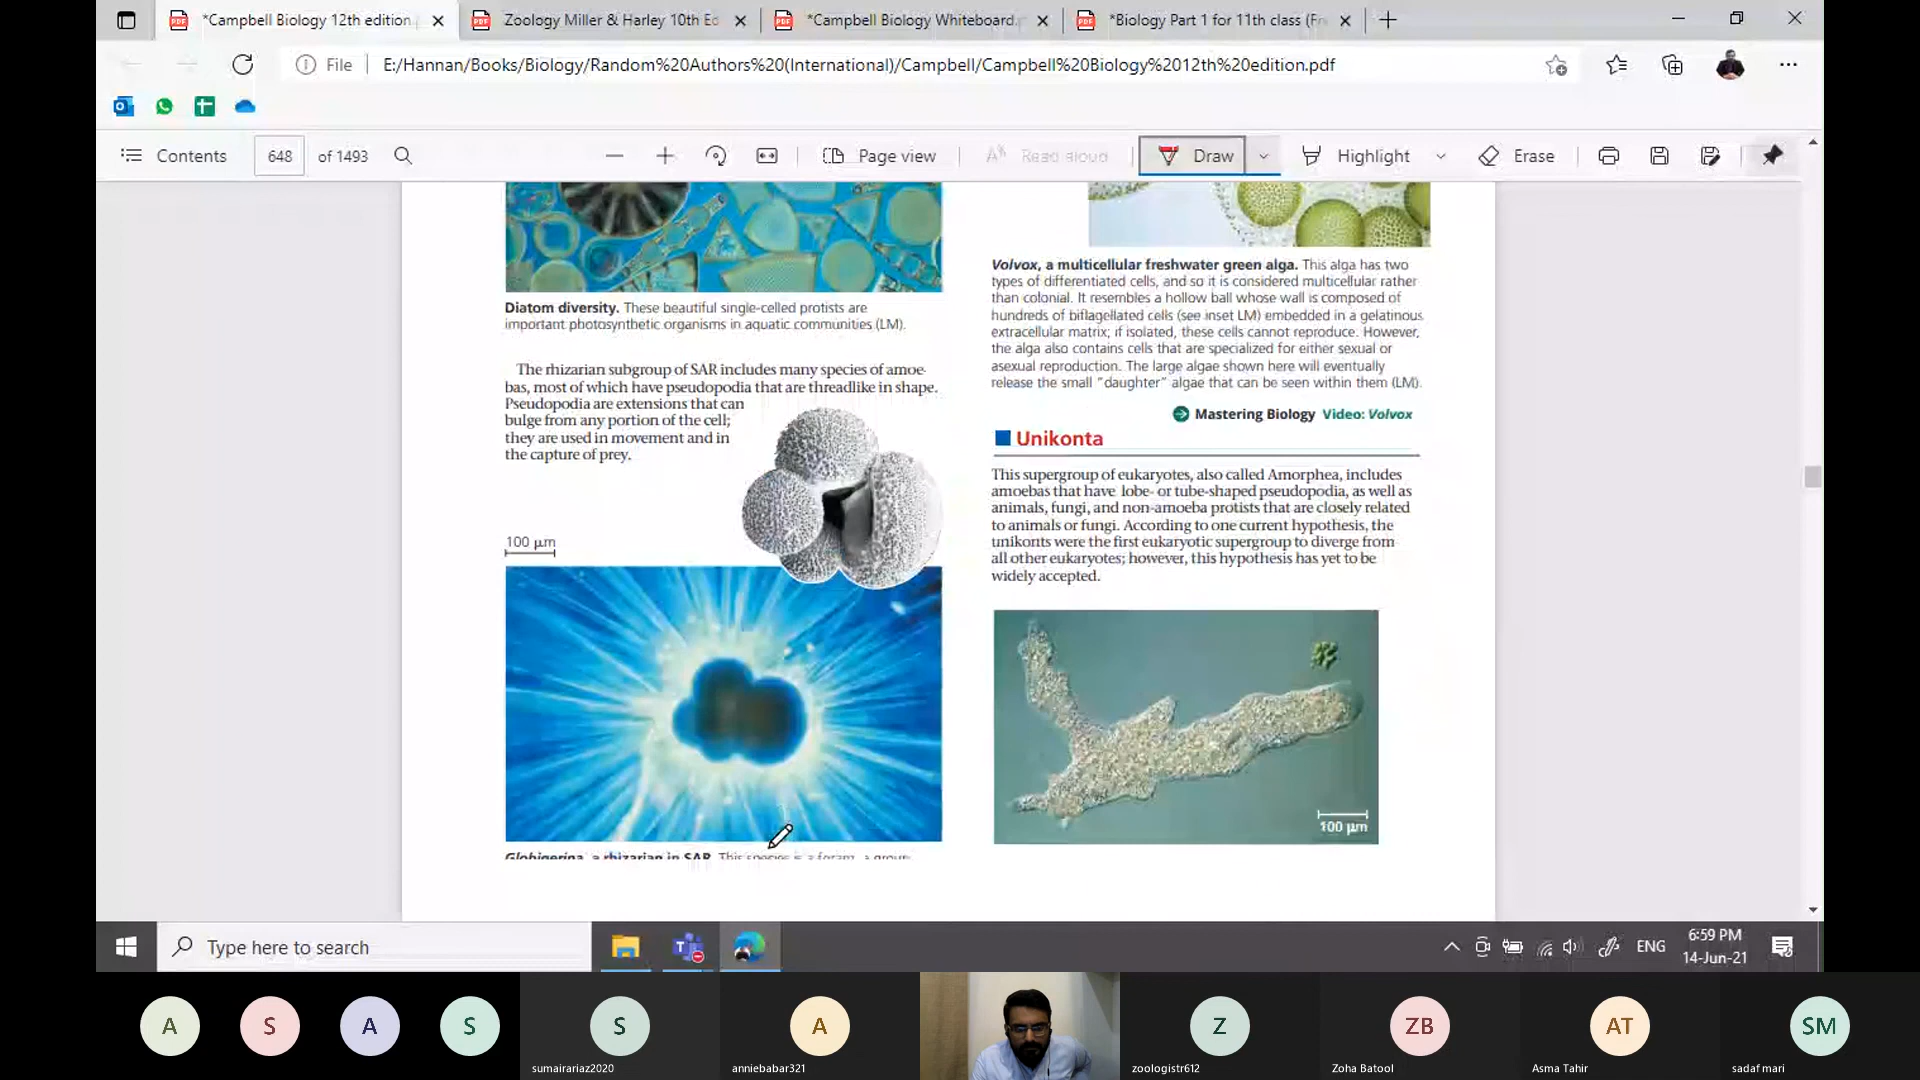 *Campbell Biology 12th edition
Zoology Miller & Harley 10th Ed
*Campbell Biology Whiteboard.
*Biology Part 1 for 11th class (Fr
File
E:/Hannan/Books/Biology/Random%20Authors%20(International)/Campbell/Campbell%20Biology%2012th%20edition.pdf
Contents
648
of 1493
Page view
Read aloud
Draw
Highlight
Erase
Diatom diversity. These beautiful single-celled protists are
important photosynthetic organisms in aquatic communities (LM).
The rhizarian subgroup of SAR includes many species of amoe-
bas, most of which have pseudopodia that are threadlike in shape.
Pseudopodia are extensions that can
bulge from any portion of the cell;
they are used in movement and in
the capture of prey.
100 μm
Globigerina, a rhizarian in SAR. This species is a foram, a group
Volvox, a multicellular freshwater green alga. This alga has two
types of differentiated cells, and so it is considered multicellular rather
than colonial. It resembles a hollow ball whose wall is composed of
hundreds of biflagellated cells (see inset LM) embedded in a gelatinous
extracellular matrix; if isolated, these cells cannot reproduce. However,
the alga also contains cells that are specialized for either sexual or
asexual reproduction. The large algae shown here will eventually
release the small "daughter" algae that can be seen within them (LM).
Mastering Biology Video: Volvox
Unikonta
This supergroup of eukaryotes, also called Amorphea, includes
amoebas that have lobe- or tube-shaped pseudopodia, as well as
animals, fungi, and non-amoeba protists that are closely related
to animals or fungi. According to one current hypothesis, the
unikonts were the first eukaryotic supergroup to diverge from
all other eukaryotes; however, this hypothesis has yet to be
widely accepted.
100 μm
Type here to search
ENG
6:59 PM
14-Jun-21
A
S
A
S
S
sumairariaz2020
A
anniebabar321
Z
zoologistr612
ZB
Zoha Batool
AT
Asma Tahir
SM
sadaf mari